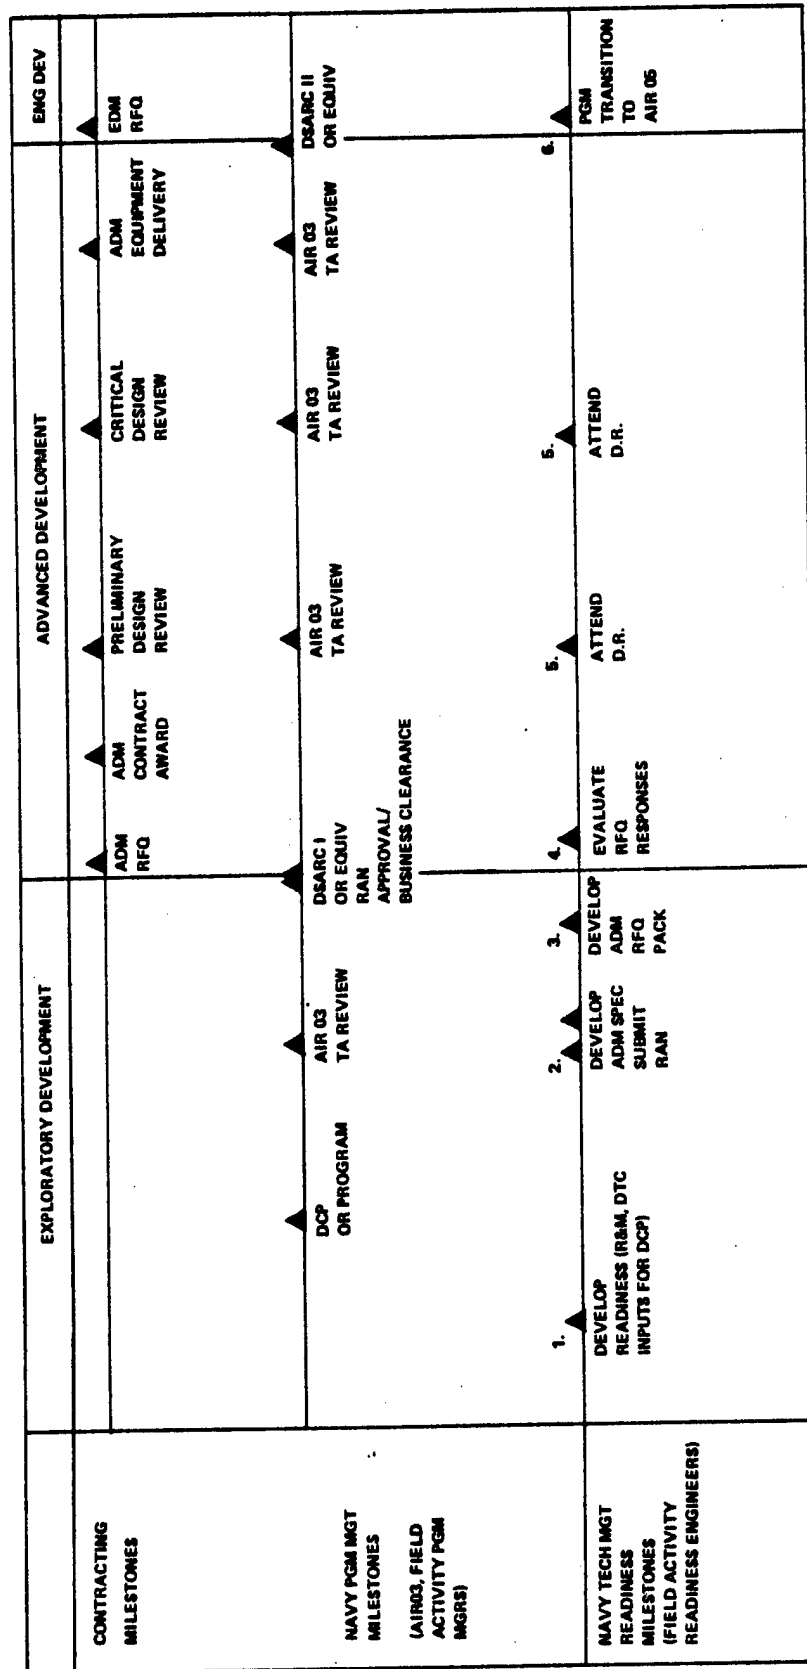 EXPLORATORY DEVELOPMENT
ADVANCED DEVELOPMENT
ENG DEV
CONTRACTING
MILESTONES
ADM
RFQ
ADM
CONTRACT
AWARD
PRELIMINARY
DESIGN
REVIEW
CRITICAL
DESIGN
REVIEW
ADM
EQUIPMENT
DELIVERY
EDM
RFQ
NAVY PGM MGT
MILESTONES
(AIR03, FIELD
ACTIVITY PGM
MGRS)
DCP
OR PROGRAM
AIR 03
TA REVIEW
DSARC I
OR EQUIV
RAN
APPROVAL/
BUSINESS CLEARANCE
AIR 03
TA REVIEW
AIR 03
TA REVIEW
AIR 03
TA REVIEW
DSARC II
OR EQUIV
NAVY TECH MGT
READINESS
MILESTONES
(FIELD ACTIVITY
READINESS ENGINEERS)
1.
DEVELOP
READINESS (R&M, DTC
INPUTS FOR DCP)
2.
DEVELOP
ADM SPEC
SUBMIT
RAN
3.
DEVELOP
ADM
RFQ
PACK
4.
EVALUATE
RFQ
RESPONSES
5.
ATTEND
D.R.
5.
ATTEND
D.R.
6.
PGM
TRANSITION
TO
AIR 05